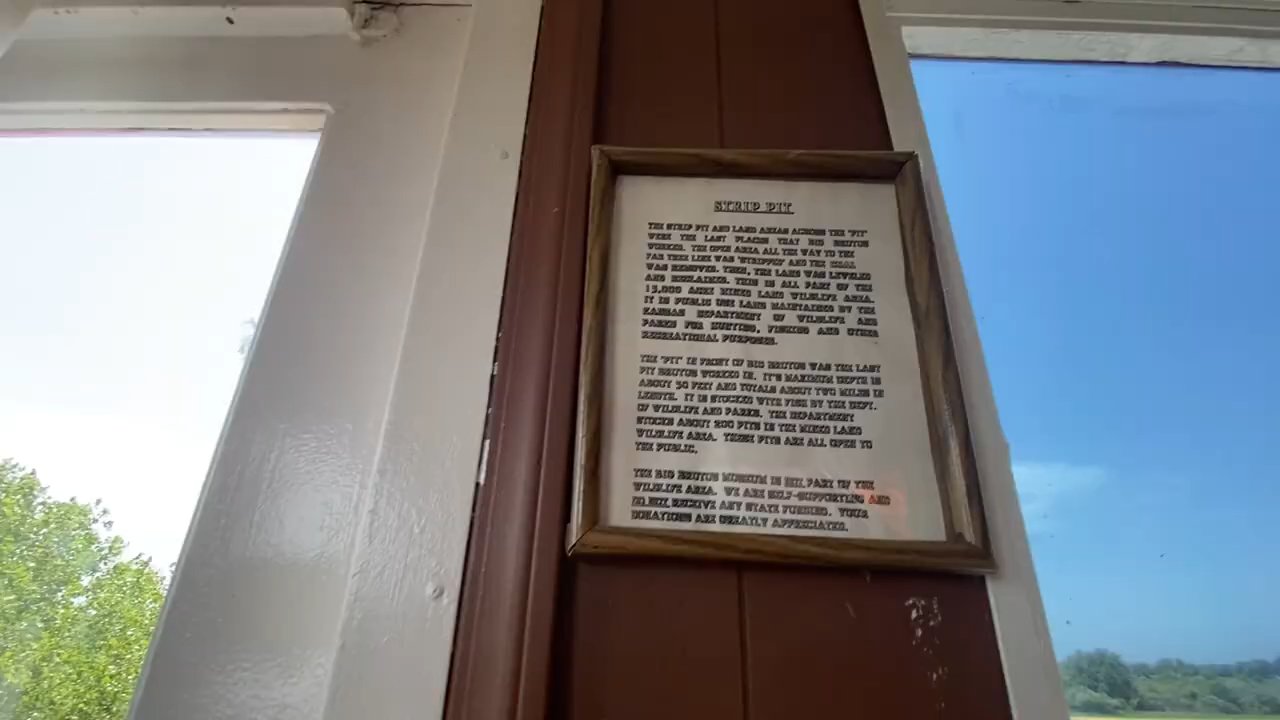 STRIP PIT
THE STRIP PIT AND LAND AREAS ACROSS THE "PIT"
WERE THE LAST PLACES THAT BIG BRUTUS
WORKED. THE OPEN AREA ALL THE WAY TO THE
FAR TREE LINE WAS "STRIPPED" AND THE COAL
WAS REMOVED. THEN, THE LAND WAS LEVELED
AND RECLAIMED. THIS IS ALL PART OF THE
15,000 ACRE MINED LAND WILDLIFE AREA.
IT IS PUBLIC USE LAND MAINTAINED BY THE
KANSAS DEPARTMENT OF WILDLIFE AND
PARKS FOR HUNTING, FISHING AND OTHER
RECREATIONAL PURPOSES.
THE "PIT" IN FRONT OF BIG BRUTUS WAS THE LAST
PIT BRUTUS WORKED IN. IT'S MAXIMUM DEPTH IS
ABOUT 50 FEET AND TOTALS ABOUT TWO MILES IN
LENGTH. IT IS STOCKED WITH FISH BY THE DEPT.
OF WILDLIFE AND PARKS. THE DEPARTMENT
STOCKS ABOUT 200 PITS IN THE MINED LAND
WILDLIFE AREA. THESE PITS ARE ALL OPEN TO
THE PUBLIC.
THE BIG BRUTUS MUSEUM IS NOT PART OF THE
WILDLIFE AREA. WE ARE SELF-SUPPORTING AND
DO NOT RECEIVE ANY STATE FUNDING. YOUR
DONATIONS ARE GREATLY APPRECIATED.